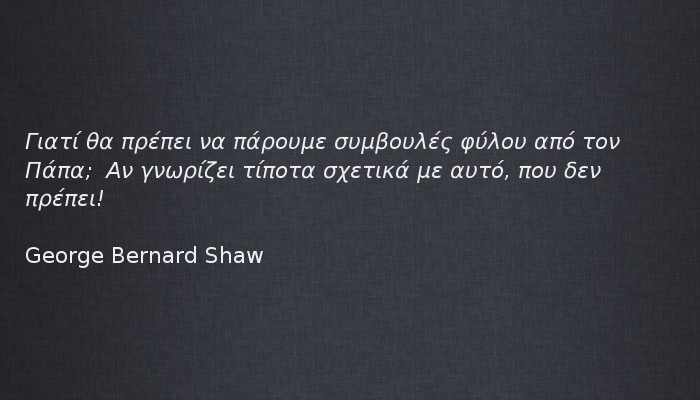 Γιατί θα πρέπει να πάρουμε συμβουλές φύλου από τον
Πάπα;  Αν γνωρίζει τίποτα σχετικά με αυτό, που δεν
πρέπει!
George Bernard Shaw